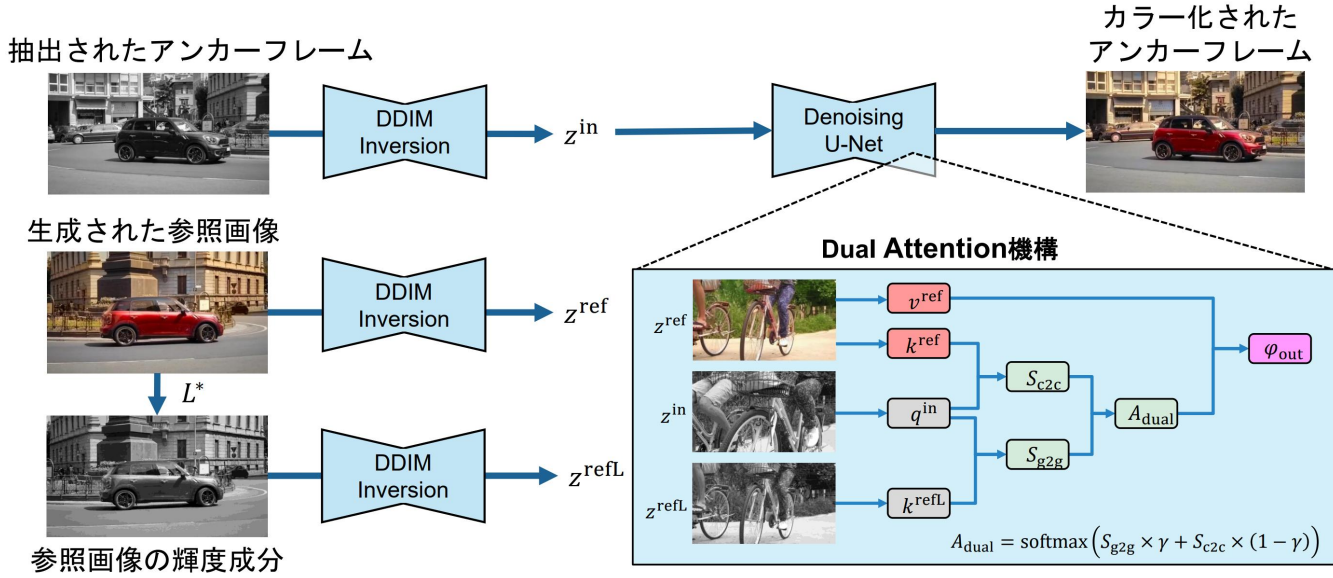 抽出されたアンカーフレーム
DDIM
Inversion
z^in
Denoising
U-Net
カラー化された
アンカーフレーム
生成された参照画像
DDIM
Inversion
z^ref
L*
DDIM
Inversion
z^refL
参照画像の輝度成分
Dual Attention機構
z^ref
v^ref
k^ref
z^in
q^in
z^refL
k^refL
S_c2c
S_g2g
A_dual
φ_out
A_dual = softmax(S_g2g × γ + S_c2c × (1 − γ))